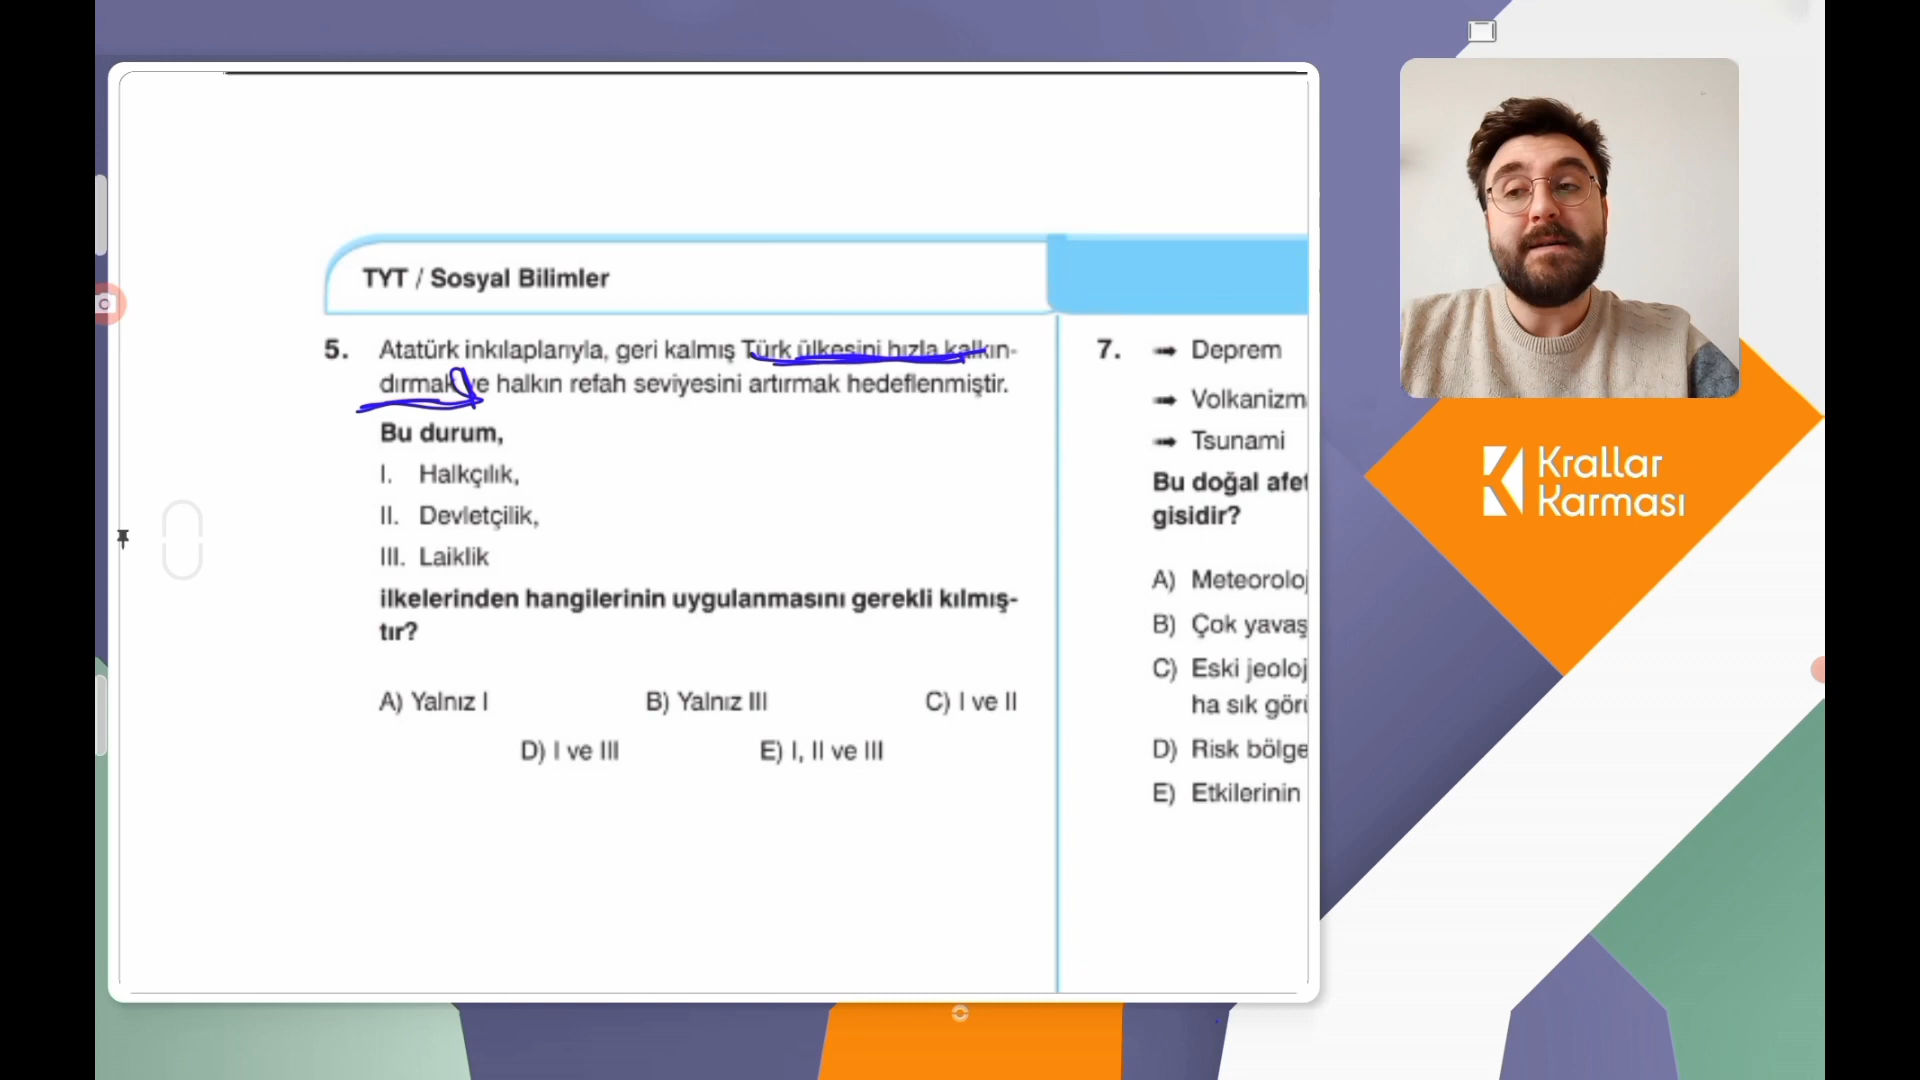 TYT / Sosyal Bilimler
5. Atatürk inkılaplarıyla, geri kalmış Türk ülkesini hızla kalkın-
dırmak ve halkın refah seviyesini artırmak hedeflenmiştir.
Bu durum,
I. Halkçılık,
II. Devletçilik,
III. Laiklik
ilkelerinden hangilerinin uygulanmasını gerekli kılmış-
tır?
A) Yalnız I B) Yalnız III C) I ve II
D) I ve III E) I, II ve III
7. ➞ Deprem
➞ Volkanizm
➞ Tsunami
Bu doğal afet
gisidir?
A) Meteoroloj
B) Çok yavaş
C) Eski jeoloj
ha sık görü
D) Risk bölge
E) Etkilerinin
Krallar
Karması